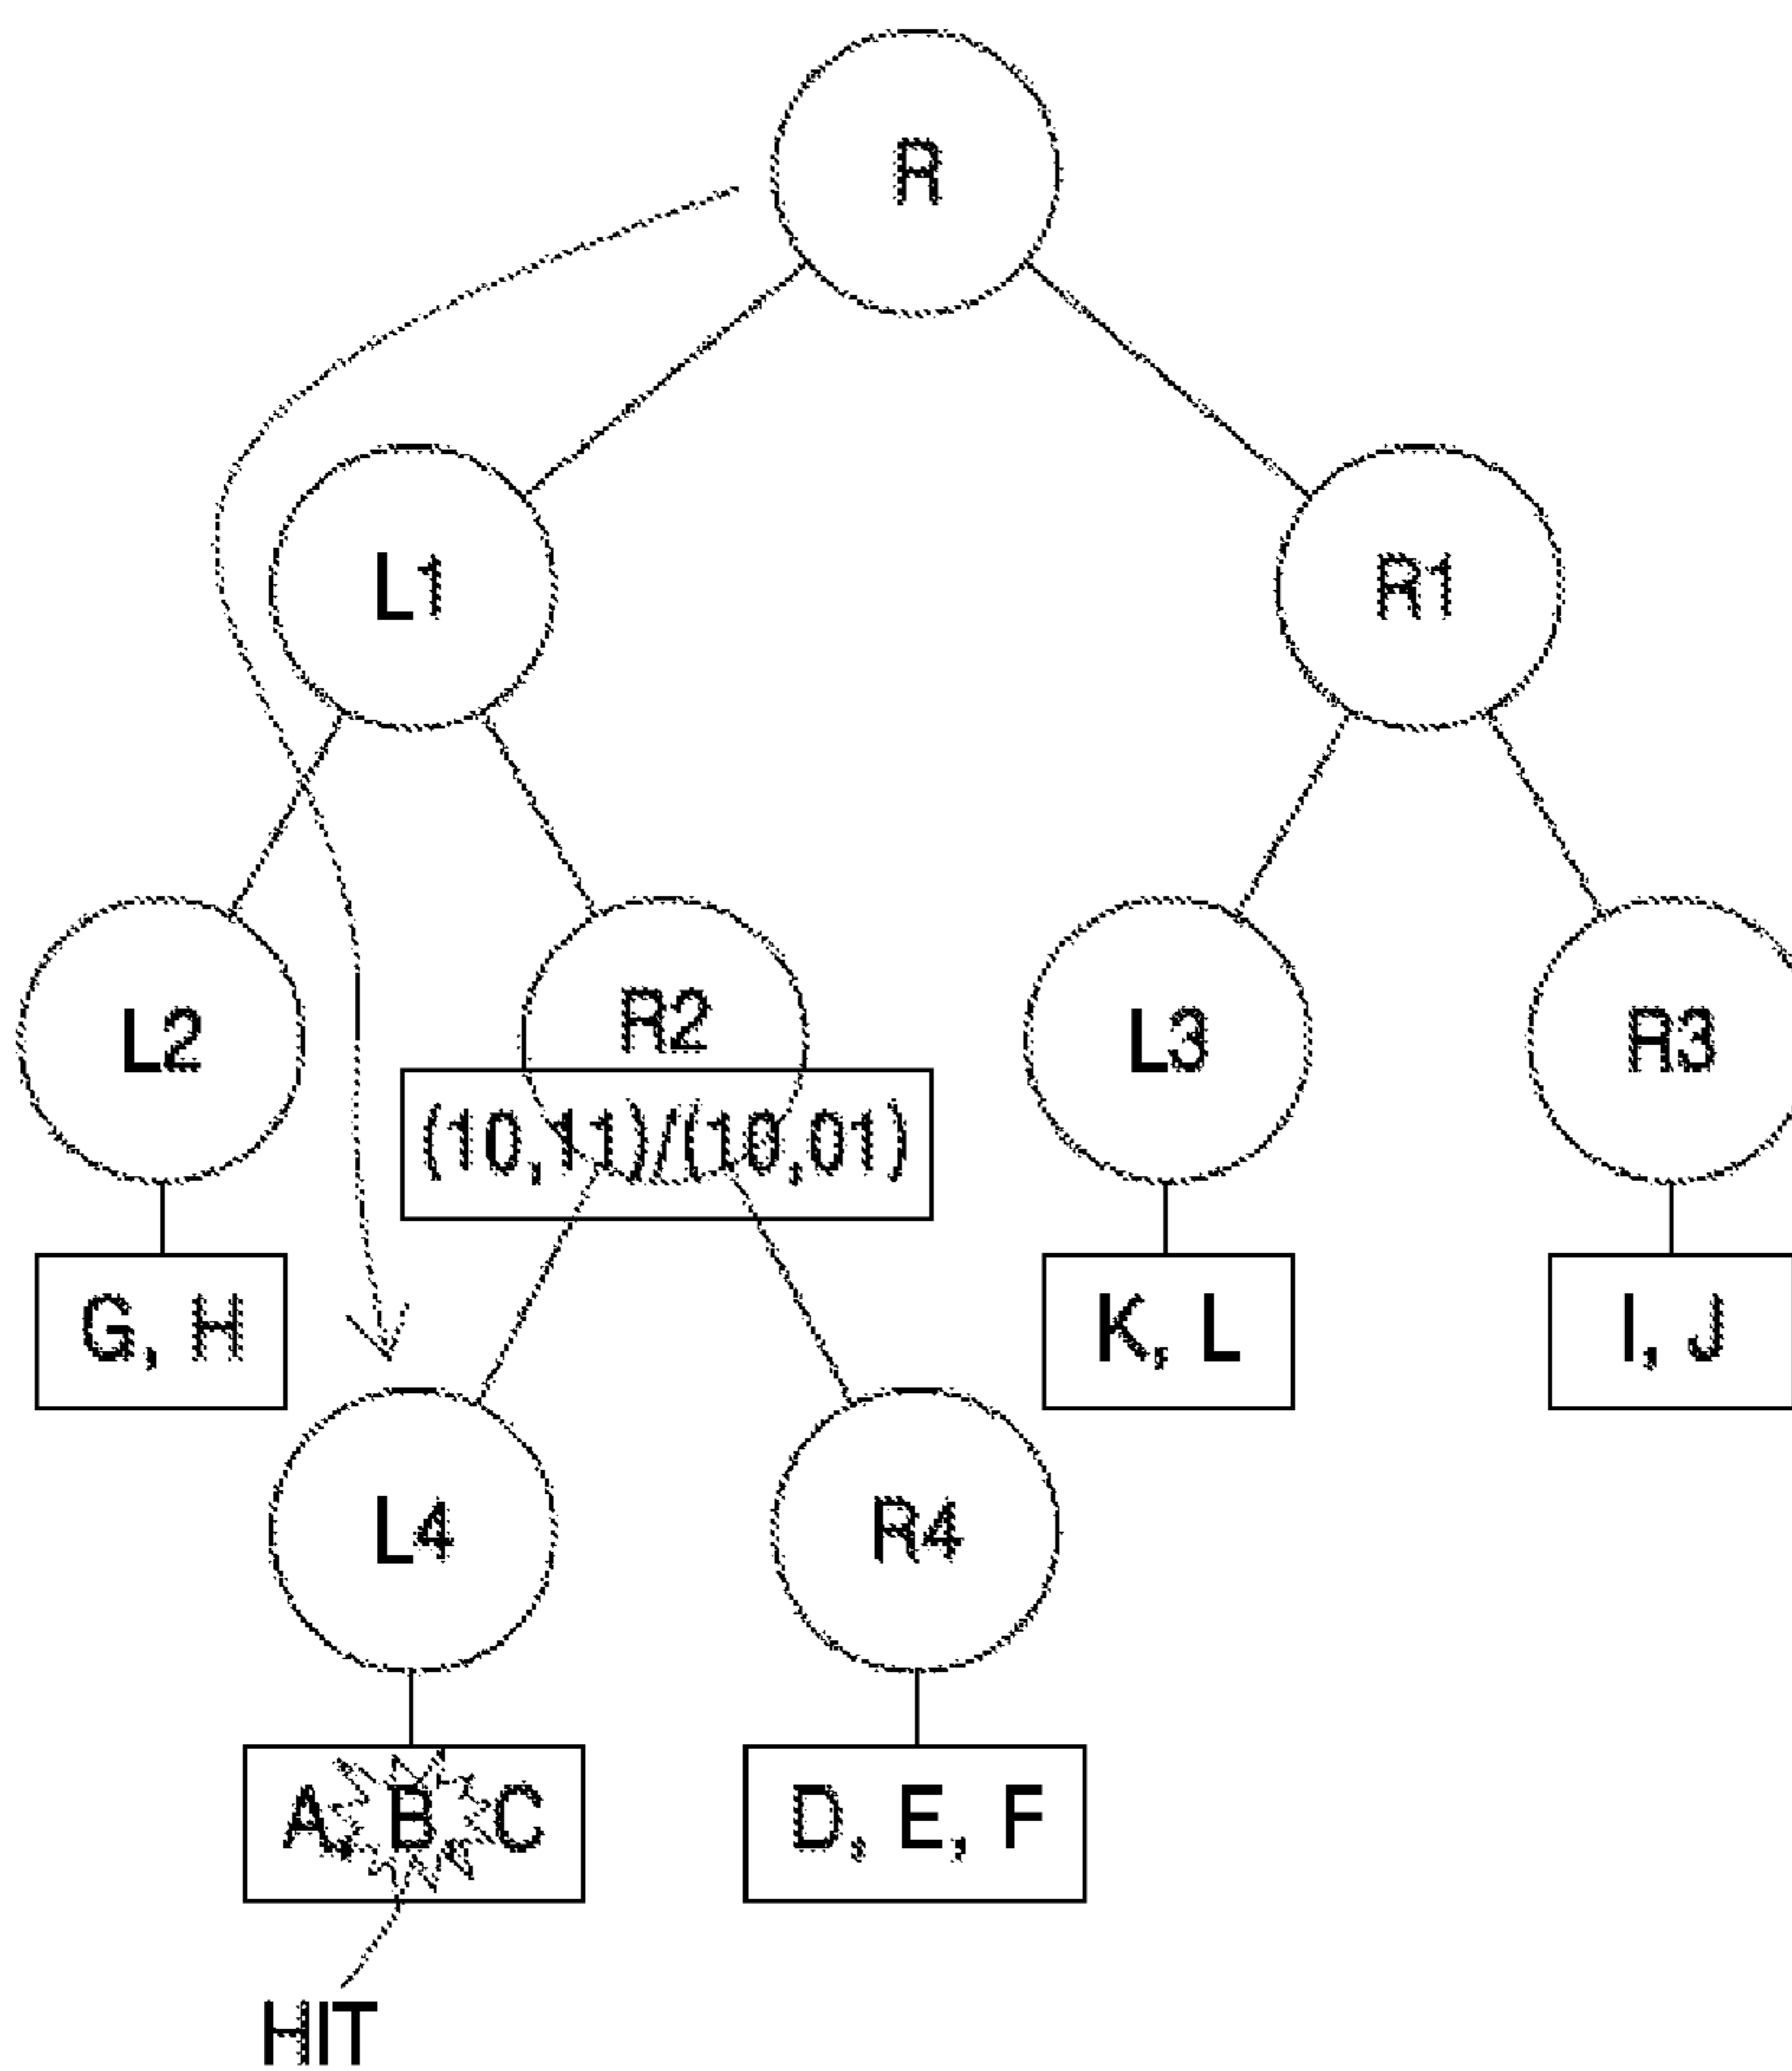 R
L1
R1
L2
R2
L3
R3
(10,11)/(10,01)
G, H
K, L
I, J
L4
R4
A, B, C
D, E, F
HIT